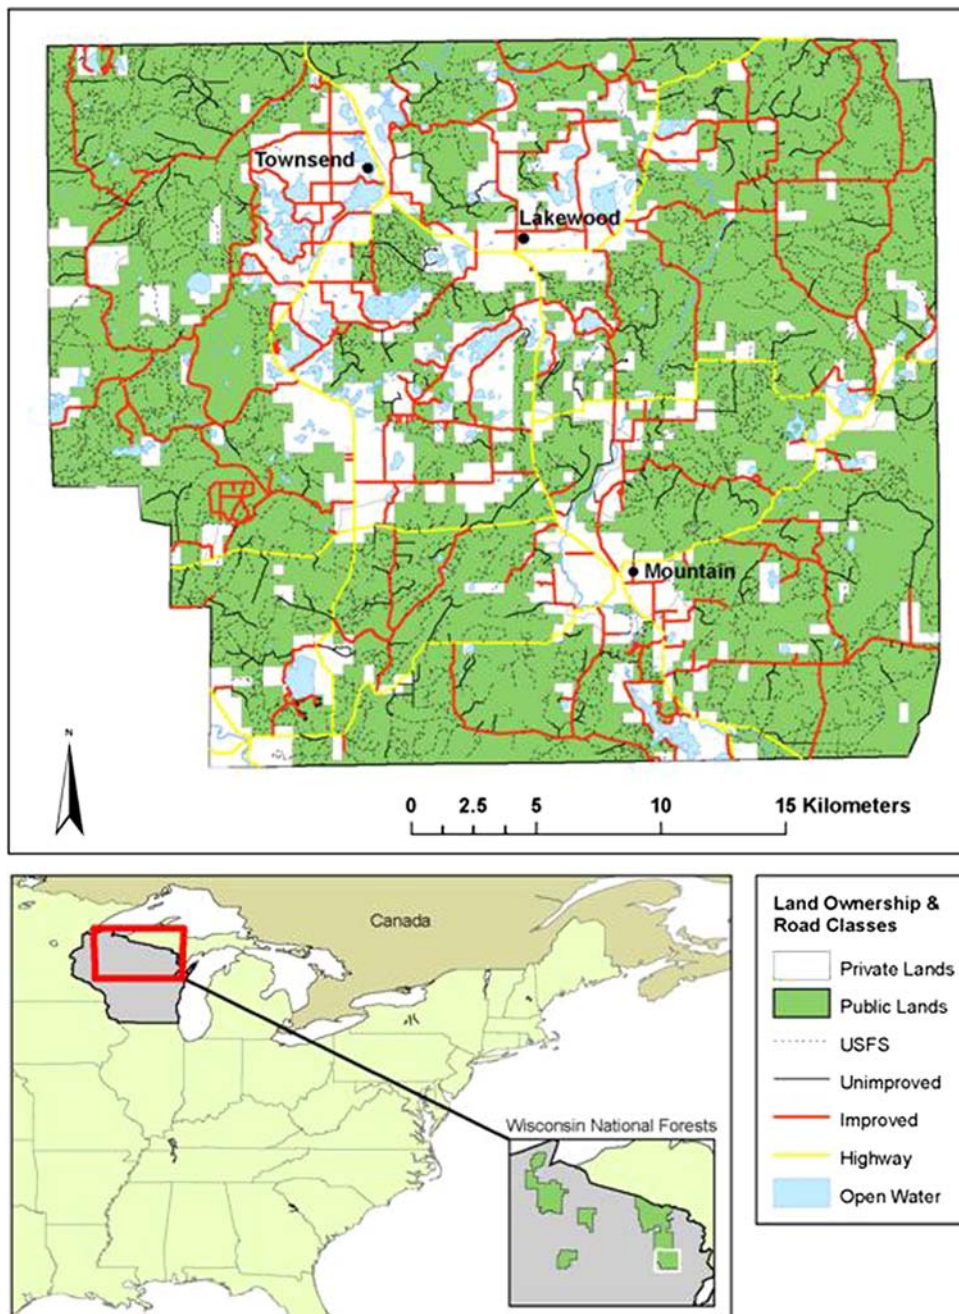 Townsend
Lakewood
Mountain
N
0 2.5 5 10 15 Kilometers
Canada
Wisconsin National Forests
Land Ownership &
Road Classes
Private Lands
Public Lands
USFS
Unimproved
Improved
Highway
Open Water